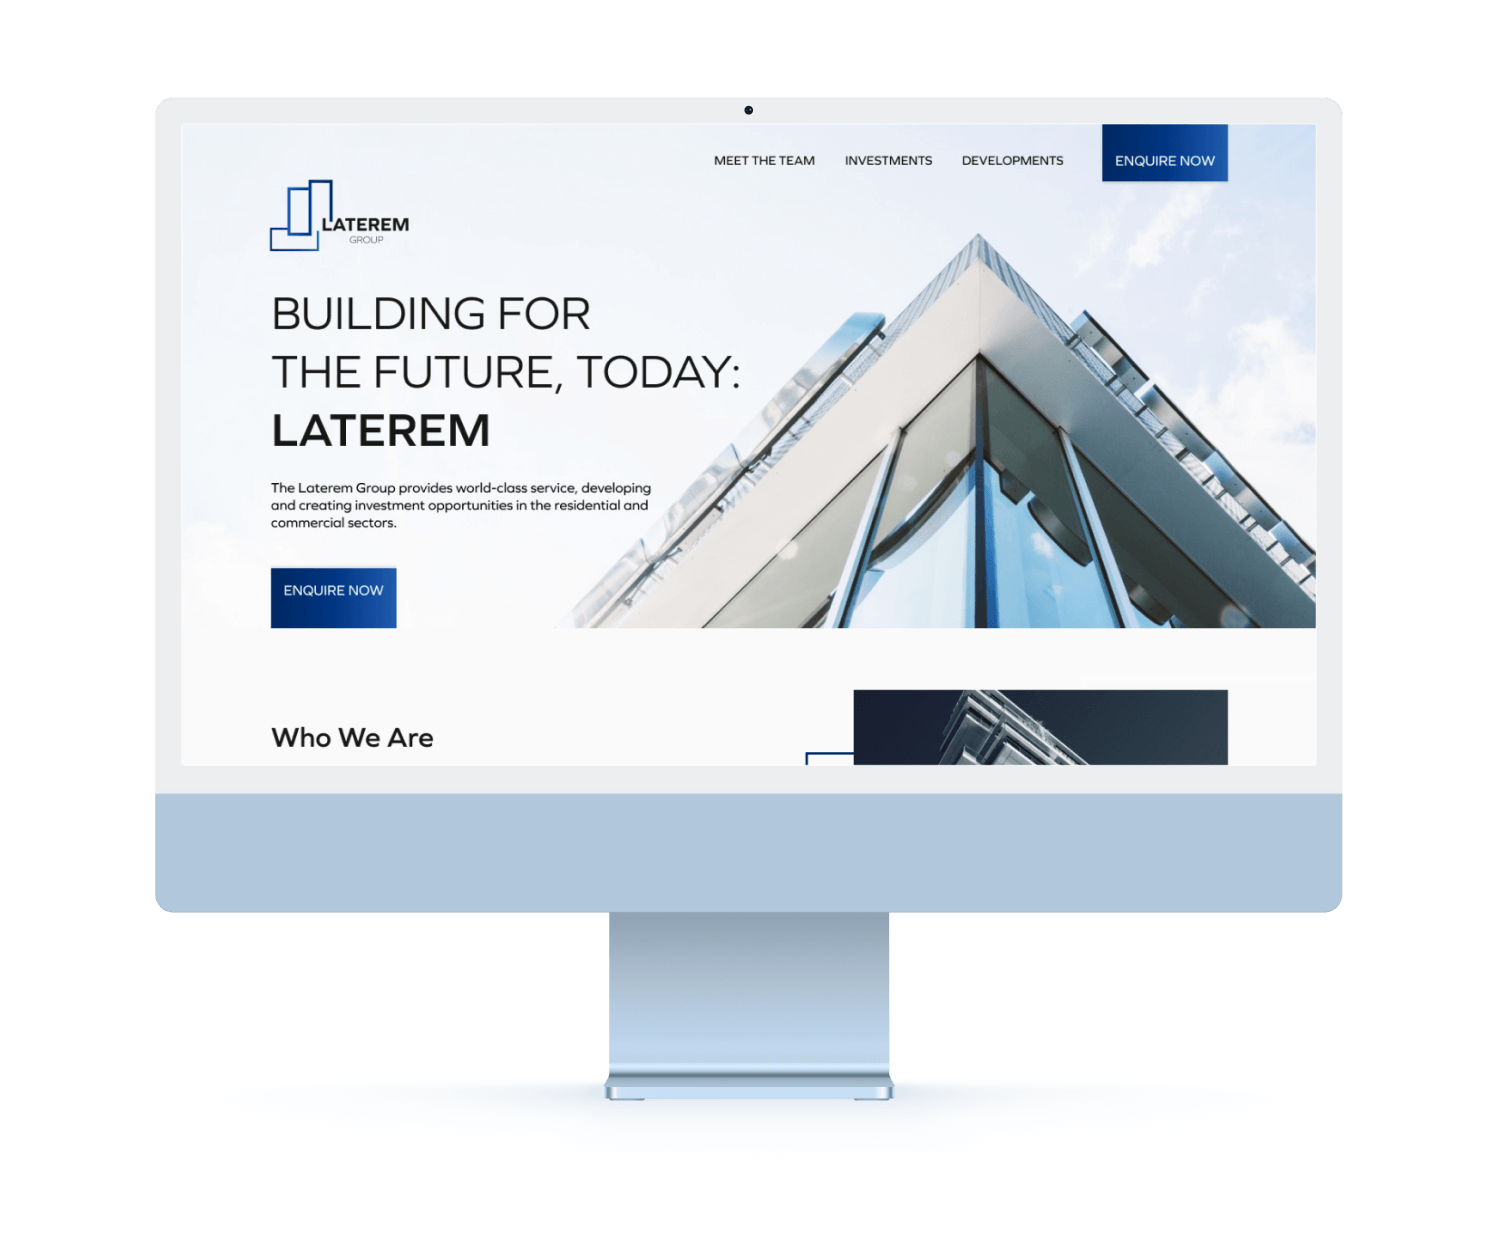 MEET THE TEAM
INVESTMENTS
DEVELOPMENTS
ENQUIRE NOW
LATEREM
GROUP
BUILDING FOR
THE FUTURE, TODAY:
LATEREM
The Laterem Group provides world-class service, developing
and creating investment opportunities in the residential and
commercial sectors.
ENQUIRE NOW
Who We Are